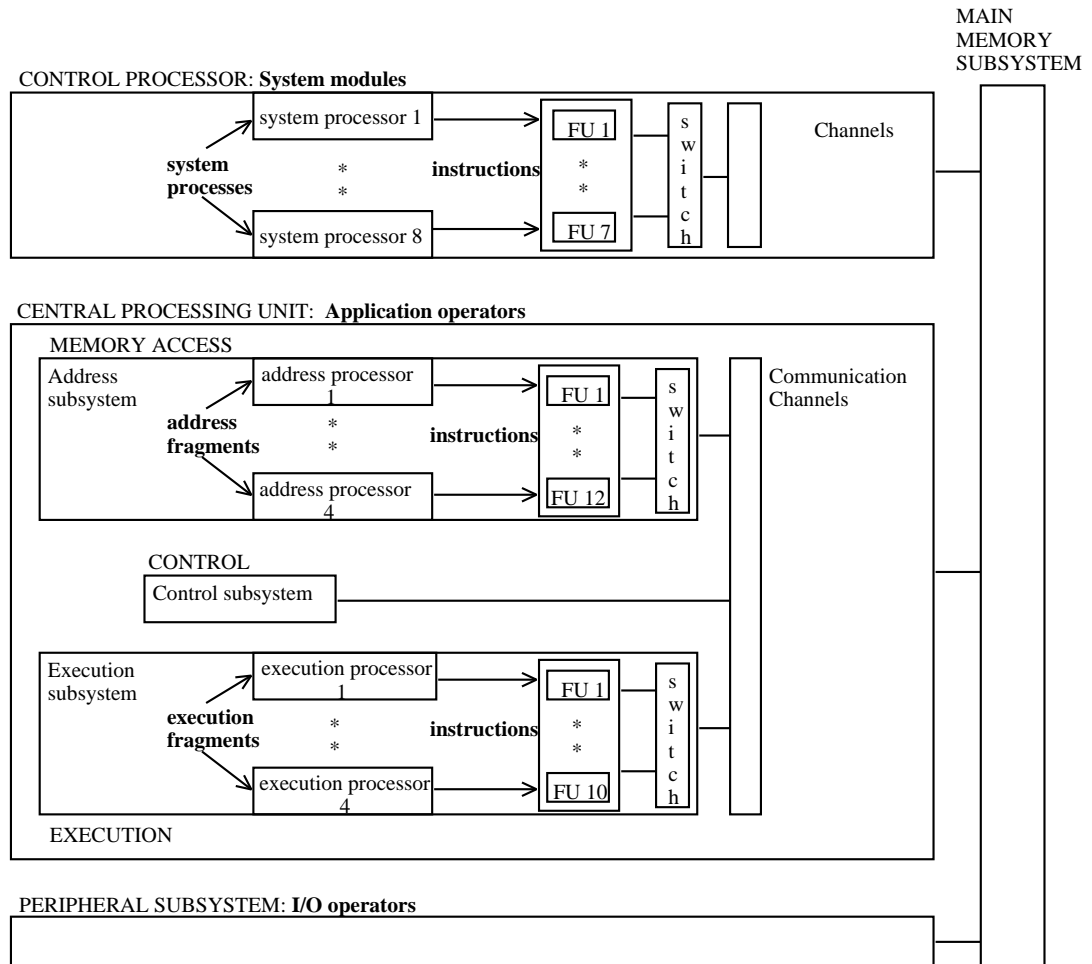 MAIN
MEMORY
SUBSYSTEM
CONTROL PROCESSOR: System modules
system processor 1
FU 1
switch
Channels
system
processes
*
*
instructions
*
*
system processor 8
FU 7
CENTRAL PROCESSING UNIT: Application operators
MEMORY ACCESS
Address
subsystem
address processor
1
FU 1
switch
Communication
Channels
address
fragments
*
*
instructions
*
*
address processor
4
FU 12
CONTROL
Control subsystem
Execution
subsystem
execution processor
1
FU 1
switch
execution
fragments
*
*
instructions
*
*
execution processor
4
FU 10
EXECUTION
PERIPHERAL SUBSYSTEM: I/O operators